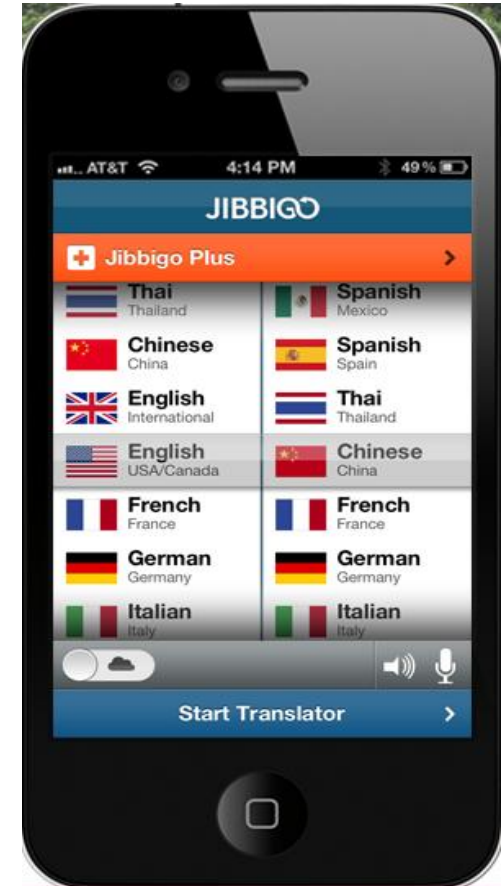 AT&T 4:14 PM 49%
JIBBIGO
Jibbigo Plus
Thai Spanish
Thailand Mexico
Chinese Spanish
China Spain
English Thai
International Thailand
English Chinese
USA/Canada China
French French
France France
German German
Germany Germany
Italian Italian
Italy Italy
Start Translator